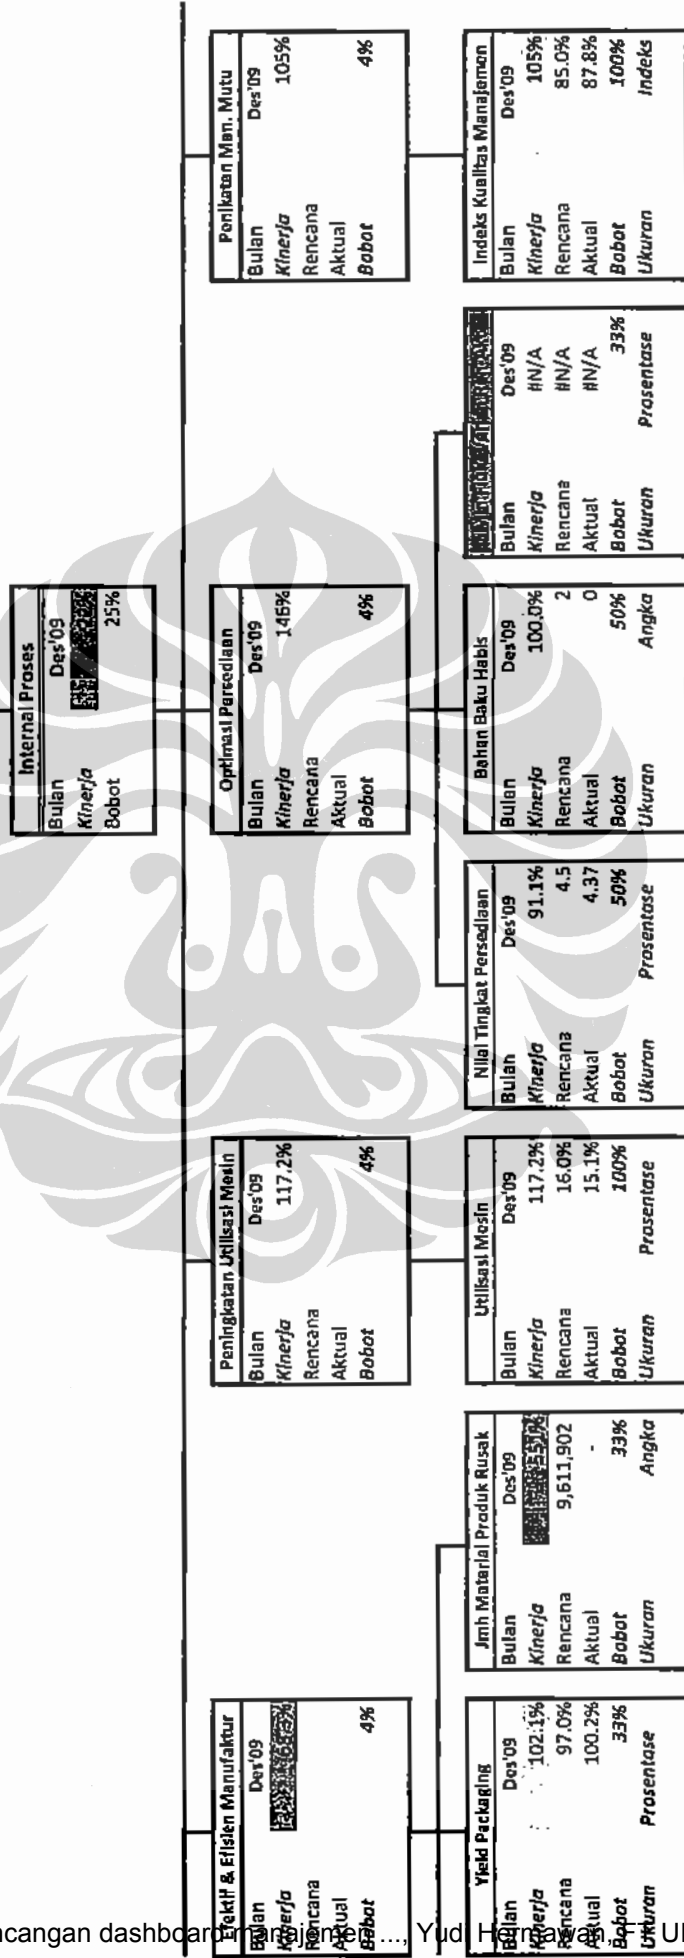 Internal Proses
Bulan Des'09
Kinerja
Bobot 25%
Efektif & Efisien Manufaktur
Bulan Des'09
Kinerja
Rencana
Aktual
Bobot 4%
Peningkatan Utilisasi Mesin
Bulan Des'09
Kinerja 117.2%
Rencana
Aktual
Bobot 4%
Optimasi Persediaan
Bulan Des'09
Kinerja 146%
Rencana
Aktual
Bobot 4%
Penikatan Man. Mutu
Bulan Des'09
Kinerja 105%
Rencana
Aktual
Bobot 4%
Yield Packaging
Bulan Des'09
Kinerja 102.1%
Rencana 97.0%
Aktual 100.2%
Bobot 33%
Ukuran Prosentase
Jmh Material Produk Rusak
Bulan Des'09
Kinerja
Rencana 9,611,902
Aktual -
Bobot 33%
Ukuran Angka
Utilisasi Mesin
Bulan Des'09
Kinerja 117.2%
Rencana 16.0%
Aktual 15.1%
Bobot 100%
Ukuran Prosentase
Nilai Tingkat Persediaan
Bulan Des'09
Kinerja 91.1%
Rencana 4.5
Aktual 4.37
Bobot 50%
Ukuran Prosentase
Bahan Baku Habis
Bulan Des'09
Kinerja 100.0%
Rencana 2
Aktual 0
Bobot 50%
Ukuran Angka
Bulan Des'09
Kinerja #N/A
Rencana #N/A
Aktual #N/A
Bobot 33%
Ukuran Prosentase
Indeks Kualitas Manajemen
Bulan Des'09
Kinerja 105%
Rencana 85.0%
Aktual 87.8%
Bobot 100%
Ukuran Indeks
ncangan dashboard manajemen ..., Yudi Hermawan, FT UI